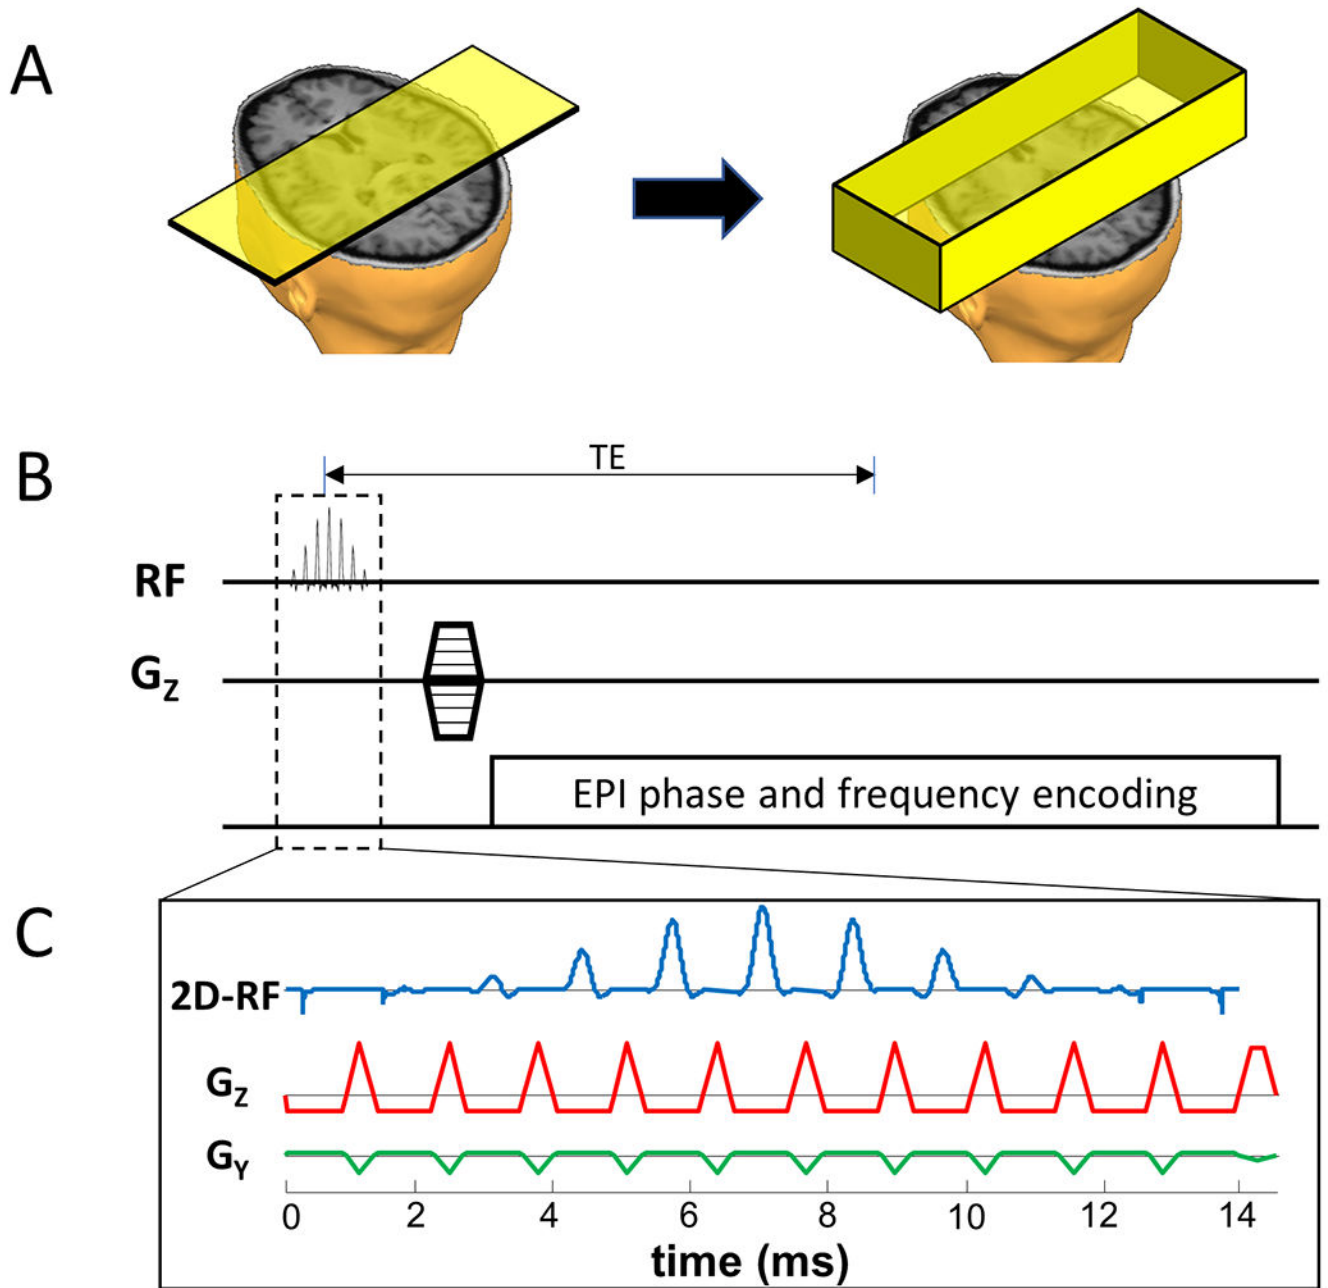 A
B
TE
RF
GZ
EPI phase and frequency encoding
C
2D-RF
GZ
GY
0 2 4 6 8 10 12 14
time (ms)